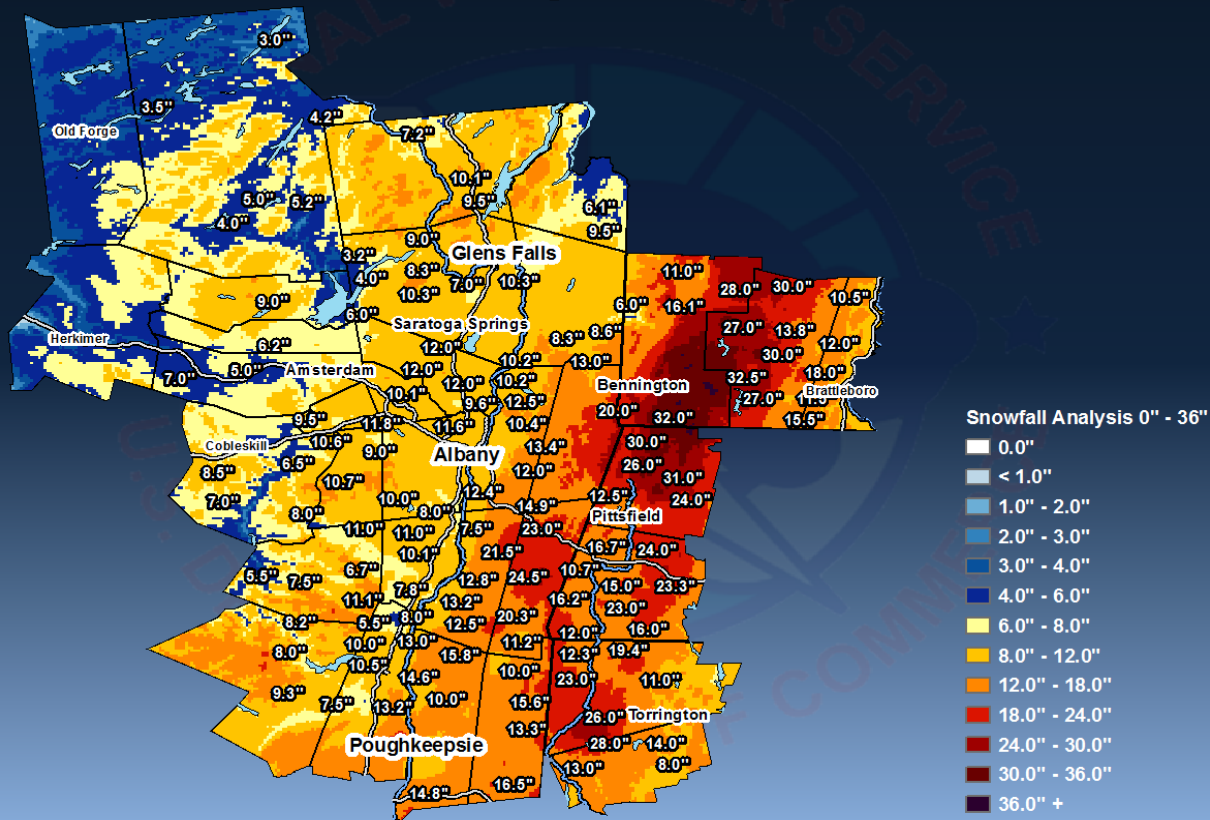 3.0"
3.5"
Old Forge
4.2"
7.2"
10.1"
5.0" 5.2" 9.5"
6.1"
4.0"
9.5"
9.0"
Glens Falls
3.2"
8.3" 11.0"
4.0" 7.0" 10.3" 28.0" 30.0"
10.3" 10.5"
9.0" 6.0" 16.1"
6.0"
Saratoga Springs 27.0" 13.8"
8.3" 8.6"
Herkimer 12.0"
6.2" 12.0" 30.0"
10.2" 13.0"
5.0" Amsterdam 12.0" 18.0"
7.0" 12.0" 10.2" Bennington 32.5"
10.1" Brattleboro
9.6" 12.5" 27.0"
20.0" 32.0" 15.5"
9.5" 11.8" 11.6" 10.4"
Cobleskill 10.6" 30.0"
9.0" Albany 13.4"
6.5" 26.0"
8.5" 12.0" 31.0"
10.7"
7.0" 10.0" 12.4" 12.5" 24.0"
8.0" 8.0" 14.9"
Pittsfield
11.0" 11.0" 7.5" 23.0"
10.1" 21.5" 16.7" 24.0"
6.7" 10.7"
5.5" 7.5" 12.8" 24.5" 15.0" 23.3"
7.8"
11.1" 13.2" 16.2" 23.0"
8.2" 5.5" 8.0" 12.5" 20.3"
12.0" 16.0"
8.0" 10.0" 13.0" 11.2"
15.8" 12.3" 19.4"
10.5" 10.0"
14.6" 23.0" 11.0"
9.3" 10.0" 15.6"
7.5" 13.2"
26.0" Torrington
13.3"
Poughkeepsie 28.0" 14.0"
13.0" 8.0"
16.5"
14.8"
Snowfall Analysis 0" - 36"
0.0"
< 1.0"
1.0" - 2.0"
2.0" - 3.0"
3.0" - 4.0"
4.0" - 6.0"
6.0" - 8.0"
8.0" - 12.0"
12.0" - 18.0"
18.0" - 24.0"
24.0" - 30.0"
30.0" - 36.0"
36.0" +